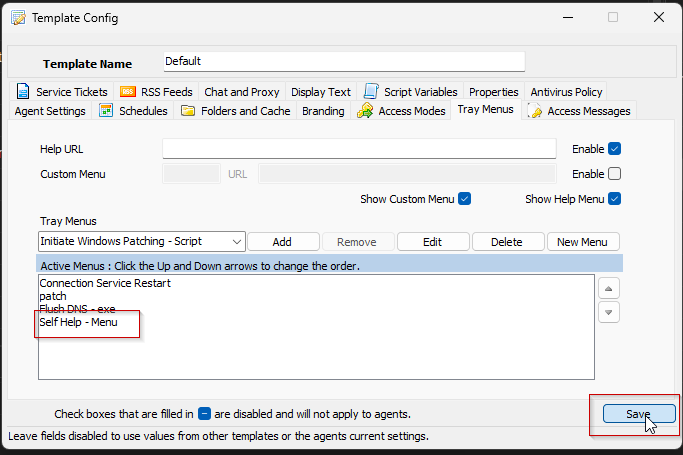 Template Config
Template Name Default
Service Tickets RSS Feeds Chat and Proxy Display Text Script Variables Properties Antivirus Policy
Agent Settings Schedules Folders and Cache Branding Access Modes Tray Menus Access Messages
Help URL Enable
Custom Menu URL Enable
Show Custom Menu Show Help Menu
Tray Menus
Initiate Windows Patching - Script Add Remove Edit Delete New Menu
Active Menus : Click the Up and Down arrows to change the order.
Connection Service Restart
patch
Flush DNS - exe
Self Help - Menu
Check boxes that are filled in are disabled and will not apply to agents. Save
Leave fields disabled to use values from other templates or the agents current settings.